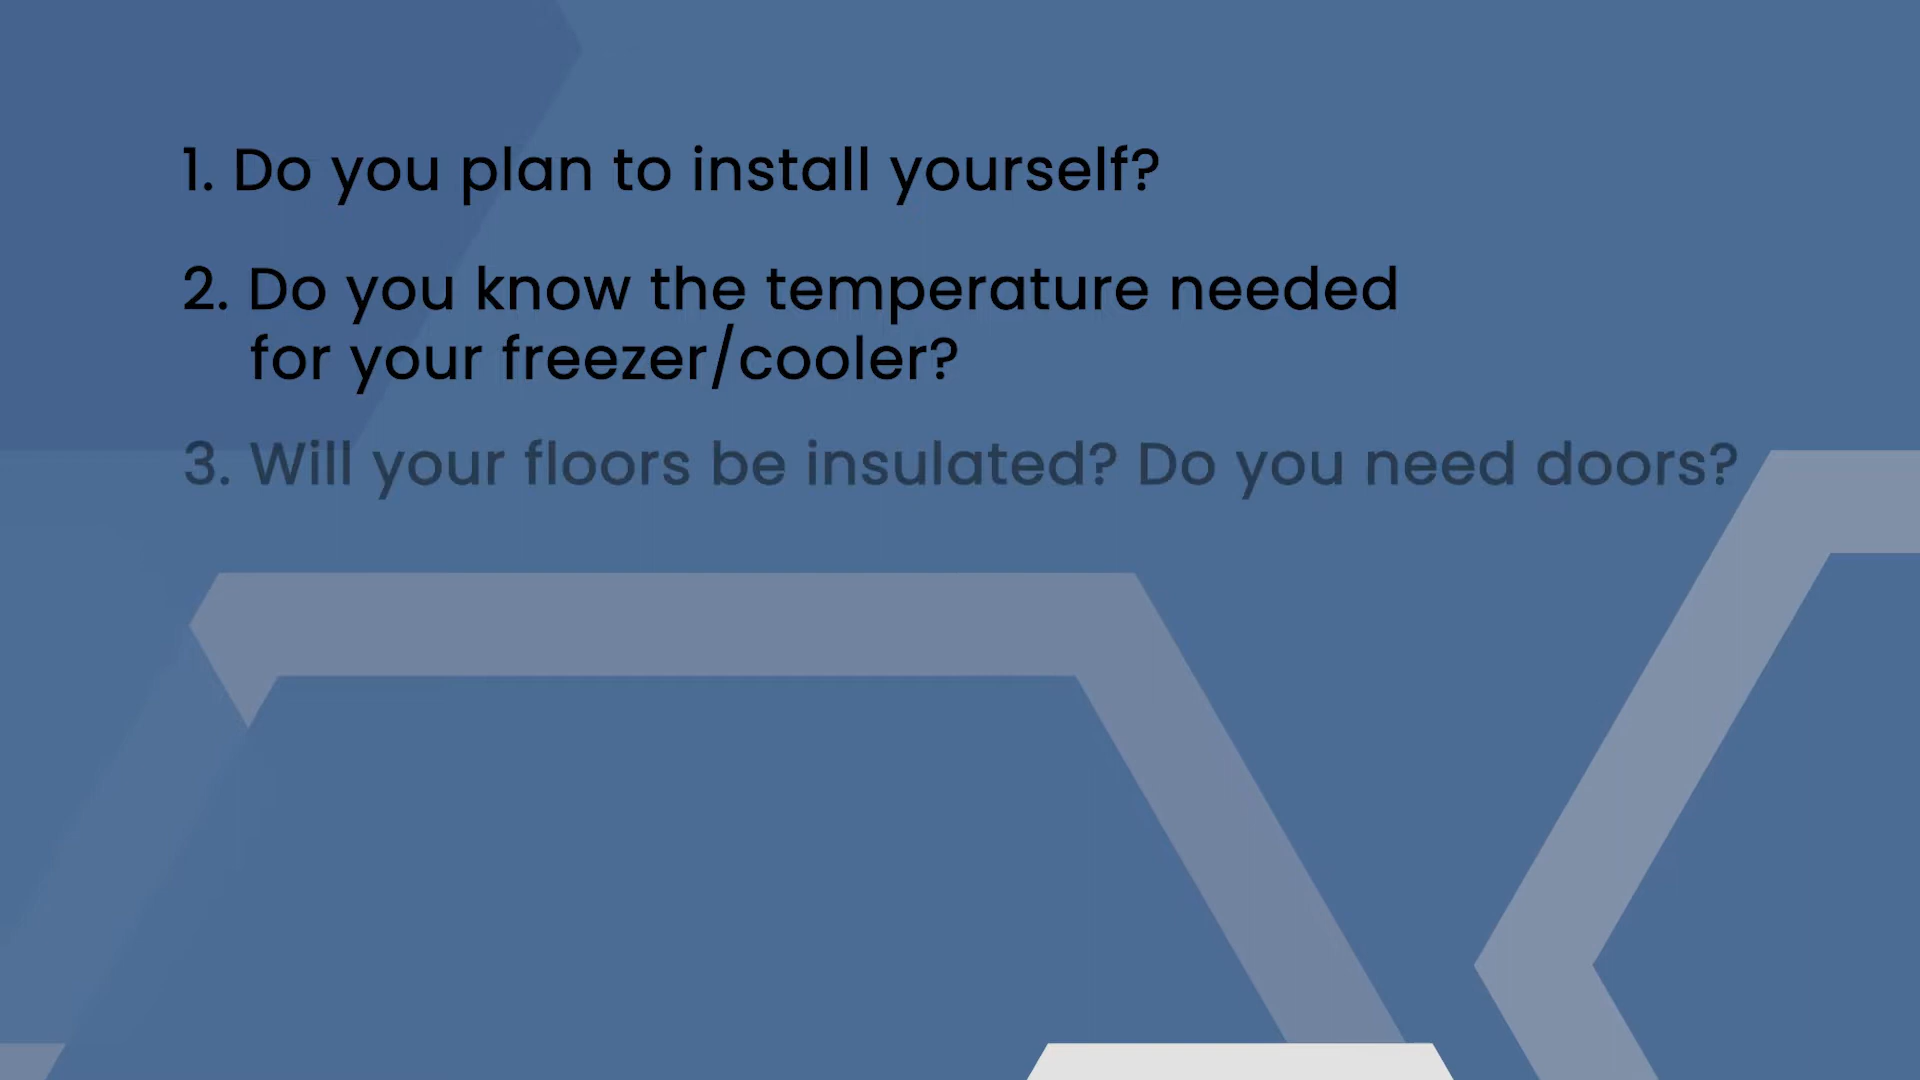 1. Do you plan to install yourself?
2. Do you know the temperature needed
for your freezer/cooler?
3. Will your floors be insulated? Do you need doors?